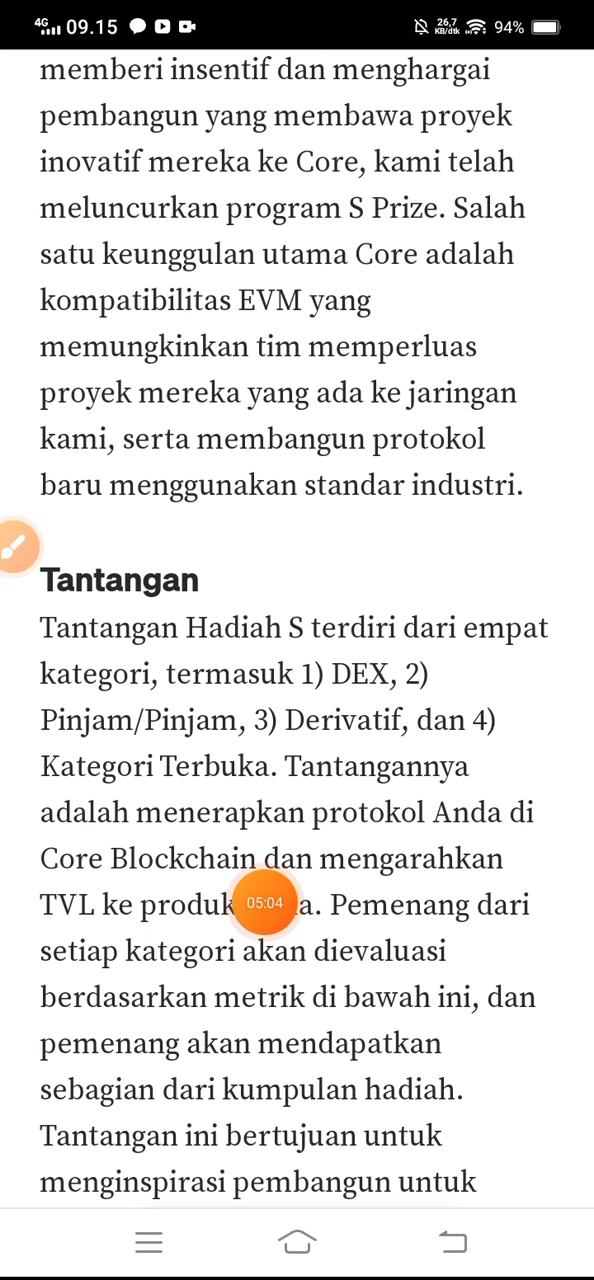 4G 09.15 26,7 KB/dtk 94%
memberi insentif dan menghargai
pembangun yang membawa proyek
inovatif mereka ke Core, kami telah
meluncurkan program S Prize. Salah
satu keunggulan utama Core adalah
kompatibilitas EVM yang
memungkinkan tim memperluas
proyek mereka yang ada ke jaringan
kami, serta membangun protokol
baru menggunakan standar industri.
Tantangan
Tantangan Hadiah S terdiri dari empat
kategori, termasuk 1) DEX, 2)
Pinjam/Pinjam, 3) Derivatif, dan 4)
Kategori Terbuka. Tantangannya
adalah menerapkan protokol Anda di
Core Blockchain dan mengarahkan
TVL ke produk 05:04 a. Pemenang dari
setiap kategori akan dievaluasi
berdasarkan metrik di bawah ini, dan
pemenang akan mendapatkan
sebagian dari kumpulan hadiah.
Tantangan ini bertujuan untuk
menginspirasi pembangun untuk